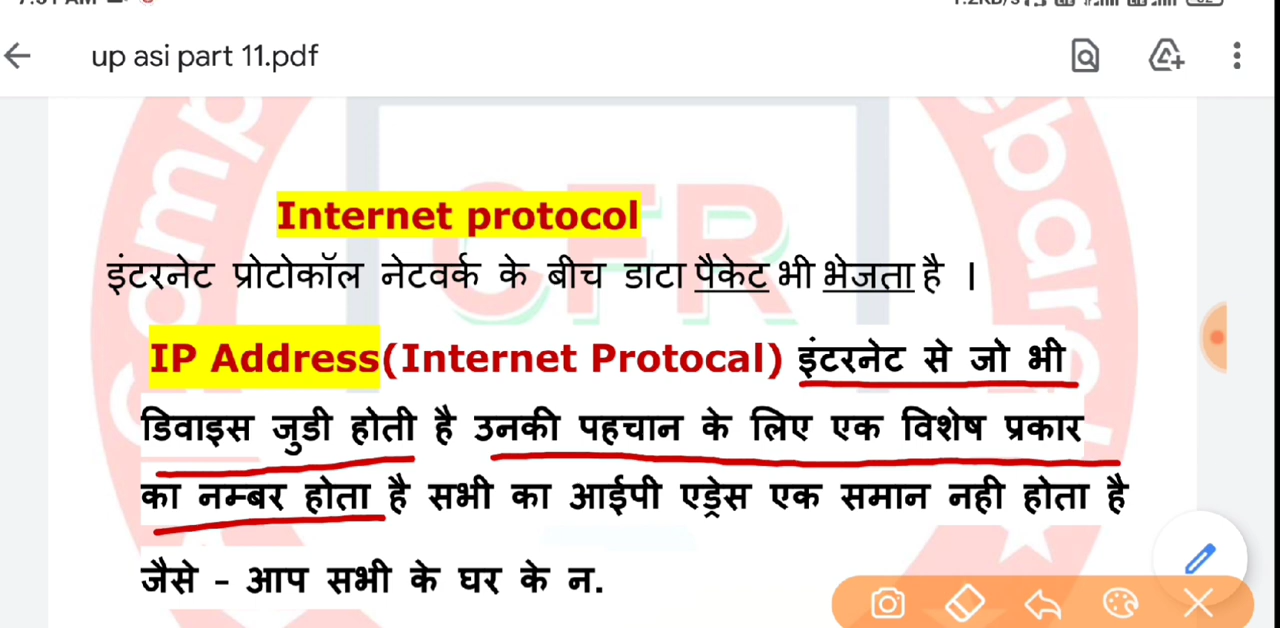 up asi part 11.pdf
CFR
Internet protocol
इंटरनेट प्रोटोकॉल नेटवर्क के बीच डाटा पैकेट भी भेजता है ।
IP Address(Internet Protocal) इंटरनेट से जो भी
डिवाइस जुडी होती है उनकी पहचान के लिए एक विशेष प्रकार
का नम्बर होता है सभी का आईपी एड्रेस एक समान नही होता है
जैसे – आप सभी के घर के न.